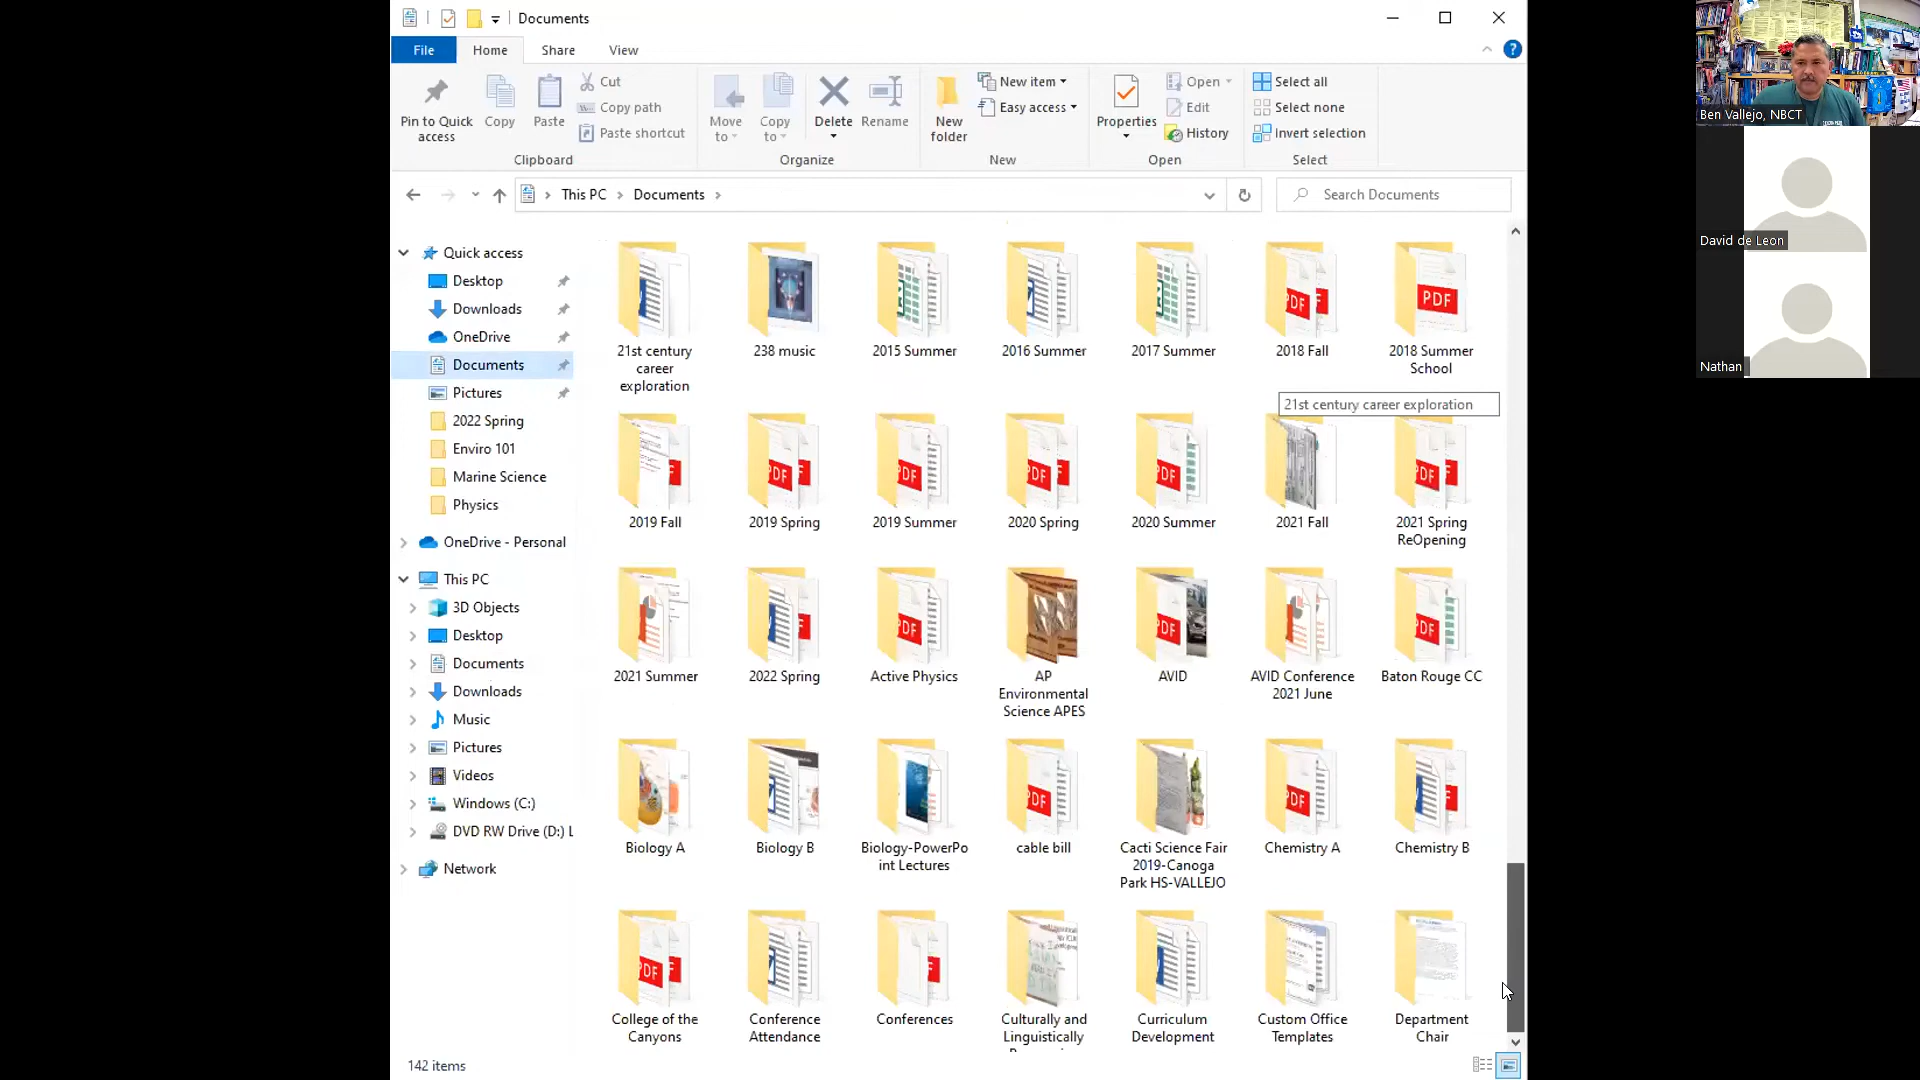 Documents
File Home Share View
Pin to Quick access
Copy
Paste
Cut
Copy path
Paste shortcut
Clipboard
Move to
Copy to
Delete
Rename
Organize
New folder
New item
Easy access
New
Properties
Open
Edit
History
Open
Select all
Select none
Invert selection
Select
This PC > Documents >
Search Documents
Quick access
Desktop
Downloads
OneDrive
Documents
Pictures
2022 Spring
Enviro 101
Marine Science
Physics
OneDrive - Personal
This PC
3D Objects
Desktop
Documents
Downloads
Music
Pictures
Videos
Windows (C:)
DVD RW Drive (D:) L
Network
21st century
career
exploration
238 music
2015 Summer
2016 Summer
2017 Summer
2018 Fall
2018 Summer
School
21st century career exploration
2019 Fall
2019 Spring
2019 Summer
2020 Spring
2020 Summer
2021 Fall
2021 Spring
ReOpening
2021 Summer
2022 Spring
Active Physics
AP
Environmental
Science APES
AVID
AVID Conference
2021 June
Baton Rouge CC
Biology A
Biology B
Biology-PowerPo
int Lectures
cable bill
Cacti Science Fair
2019-Canoga
Park HS-VALLEJO
Chemistry A
Chemistry B
College of the
Canyons
Conference
Attendance
Conferences
Culturally and
Linguistically
Curriculum
Development
Custom Office
Templates
Department
Chair
142 items
Ben Vallejo, NBCT
David de Leon
Nathan